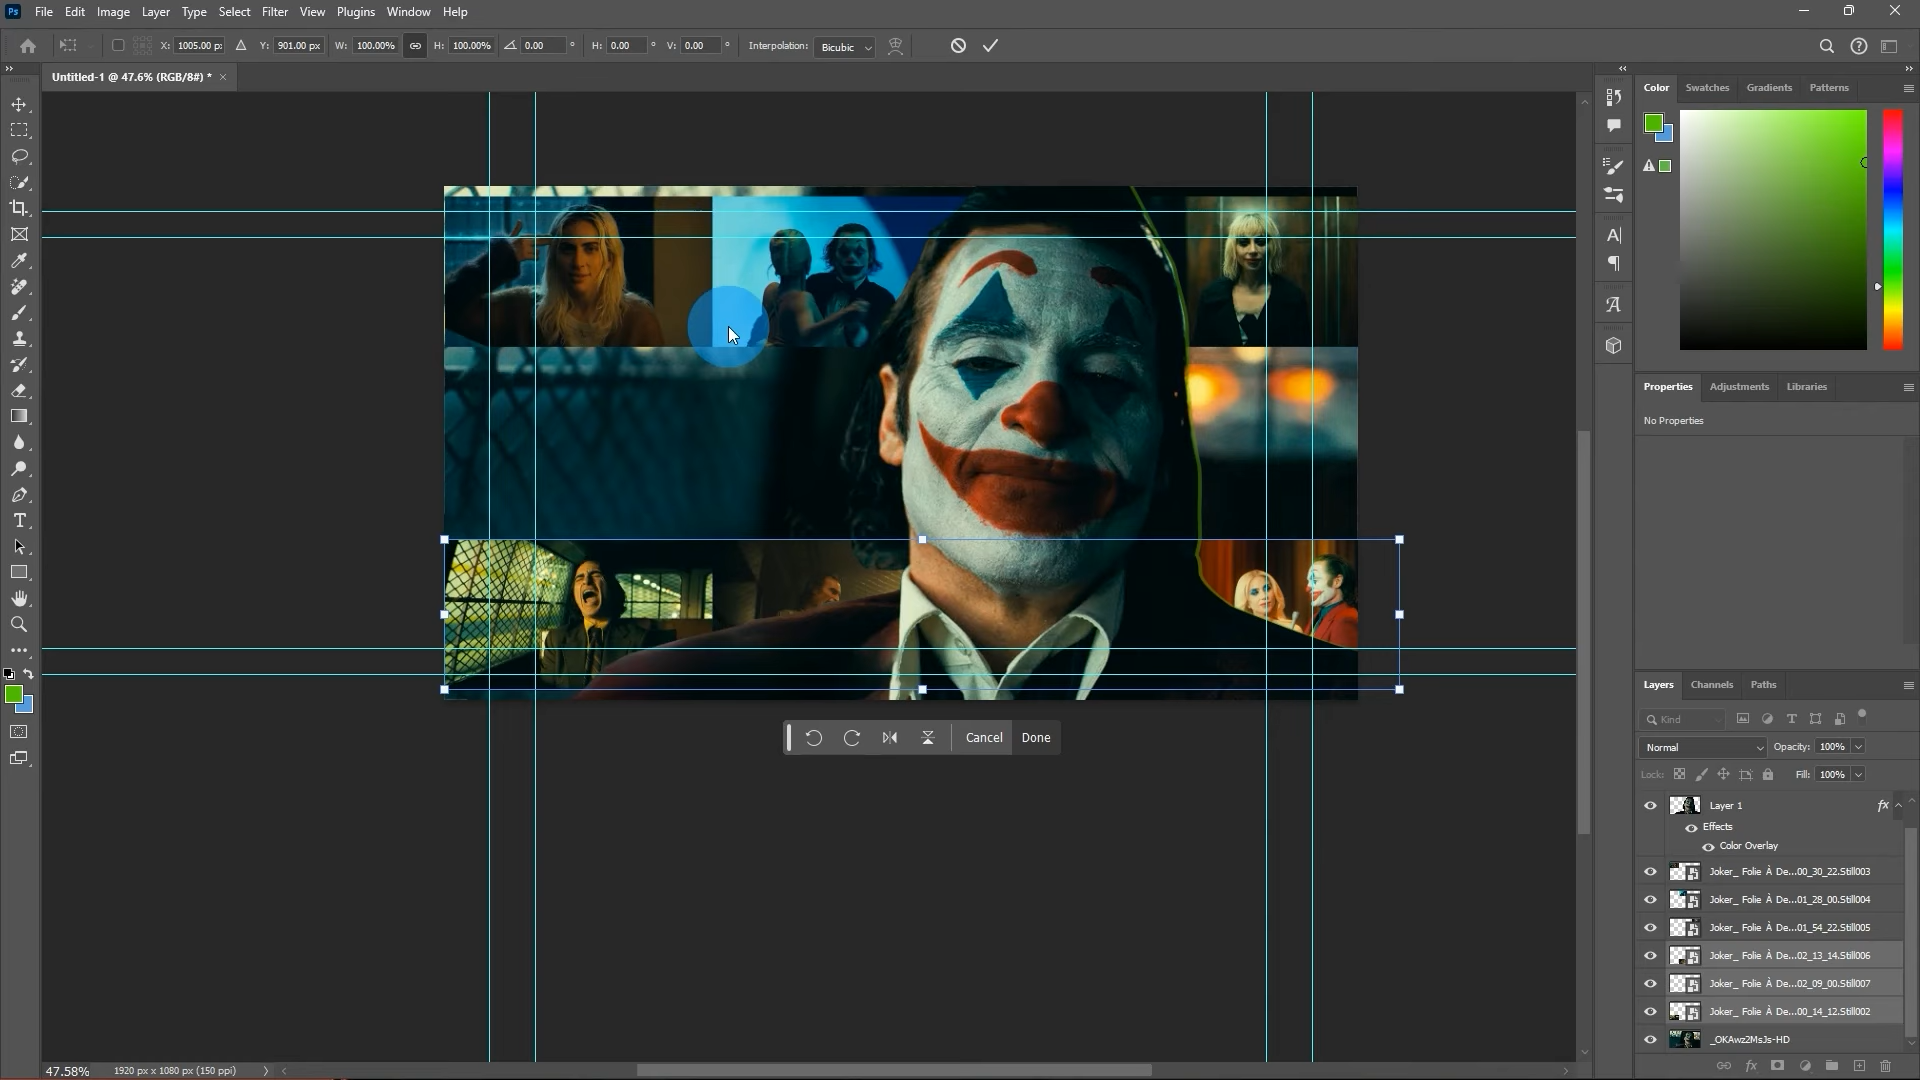 Ps File Edit Image Layer Type Select Filter View Plugins Window Help
X: 1005.00 px Y: 901.00 px W: 100.00% H: 100.00% 0.00 ° H: 0.00 ° V: 0.00 ° Interpolation: Bicubic
Untitled-1 @ 47.6% (RGB/8#) *
Color Swatches Gradients Patterns
Properties Adjustments Libraries
No Properties
Cancel Done
Layers Channels Paths
Kind
Normal Opacity: 100%
Lock: Fill: 100%
Layer 1 fx
Effects
Color Overlay
Joker_ Folie À De...00_30_22.Still003
Joker_ Folie À De...01_28_00.Still004
Joker_ Folie À De...01_54_22.Still005
Joker_ Folie À De...02_13_14.Still006
Joker_ Folie À De...02_09_00.Still007
Joker_ Folie À De...00_14_12.Still002
_OKAwz2MsJs-HD
47.58% 1920 px x 1080 px (150 ppi)